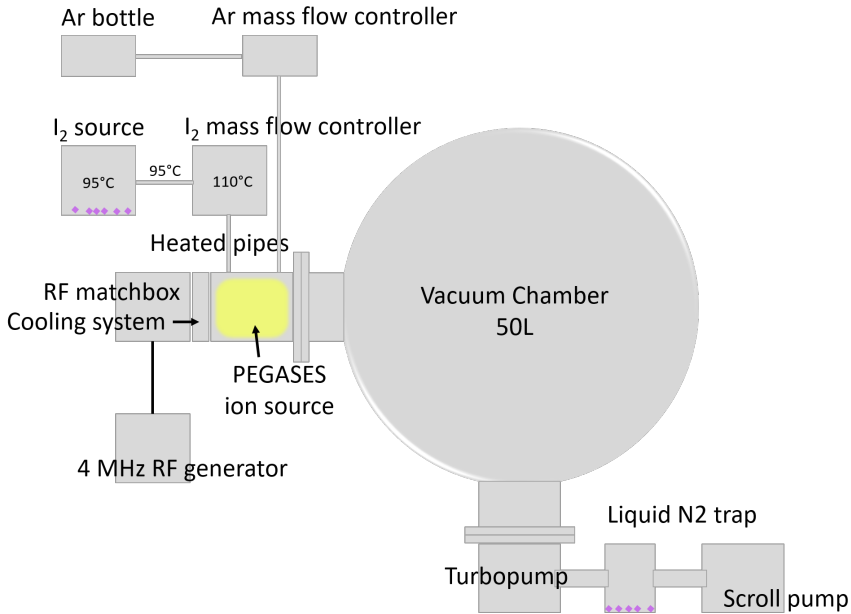 Ar bottle
Ar mass flow controller
I₂ source
I₂ mass flow controller
95°C
95°C
110°C
Heated pipes
RF matchbox
Cooling system
Vacuum Chamber
50L
PEGASES
ion source
4 MHz RF generator
Liquid N2 trap
Turbopump
Scroll pump